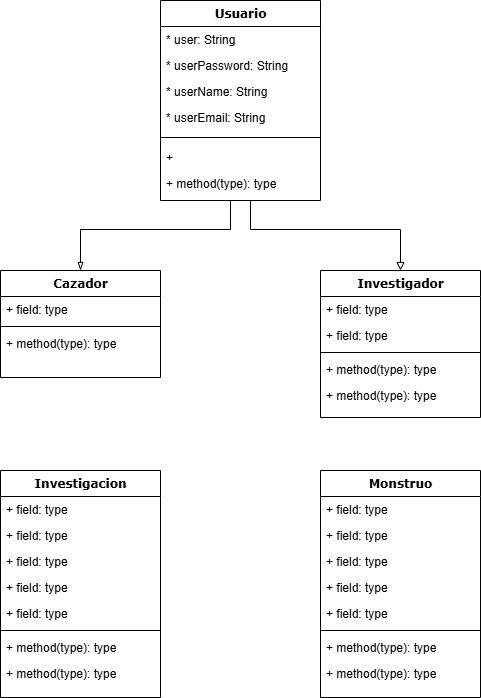 Usuario
* user: String
* userPassword: String
* userName: String
* userEmail: String
+
+ method(type): type
Cazador
+ field: type
+ method(type): type
Investigador
+ field: type
+ field: type
+ method(type): type
+ method(type): type
Investigacion
+ field: type
+ field: type
+ field: type
+ field: type
+ field: type
+ method(type): type
+ method(type): type
Monstruo
+ field: type
+ field: type
+ field: type
+ field: type
+ field: type
+ method(type): type
+ method(type): type